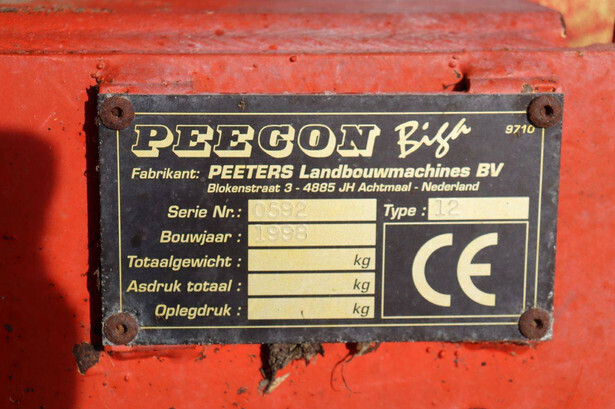 PEECON Biga 9710
Fabrikant: PEETERS Landbouwmachines BV
Blokenstraat 3 - 4885 JH Achtmaal - Nederland
Serie Nr.: 0592 Type : 12
Bouwjaar : 1998
Totaalgewicht : kg
Asdruk totaal : kg
Oplegdruk : kg
CE